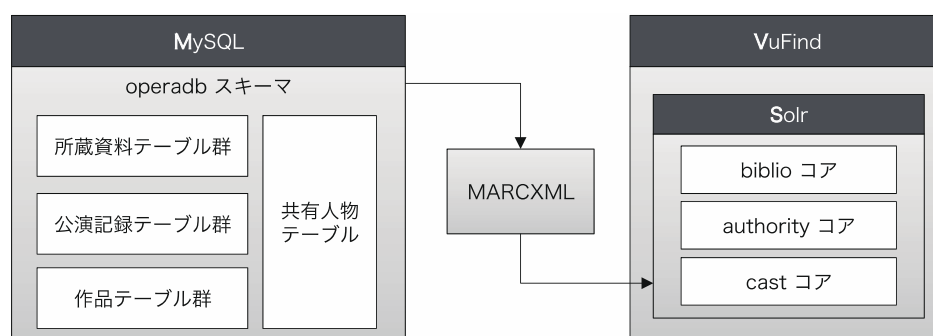 MySQL
operadb スキーマ
所蔵資料テーブル群
公演記録テーブル群
作品テーブル群
共有人物
テーブル
MARCXML
VuFind
Solr
biblio コア
authority コア
cast コア